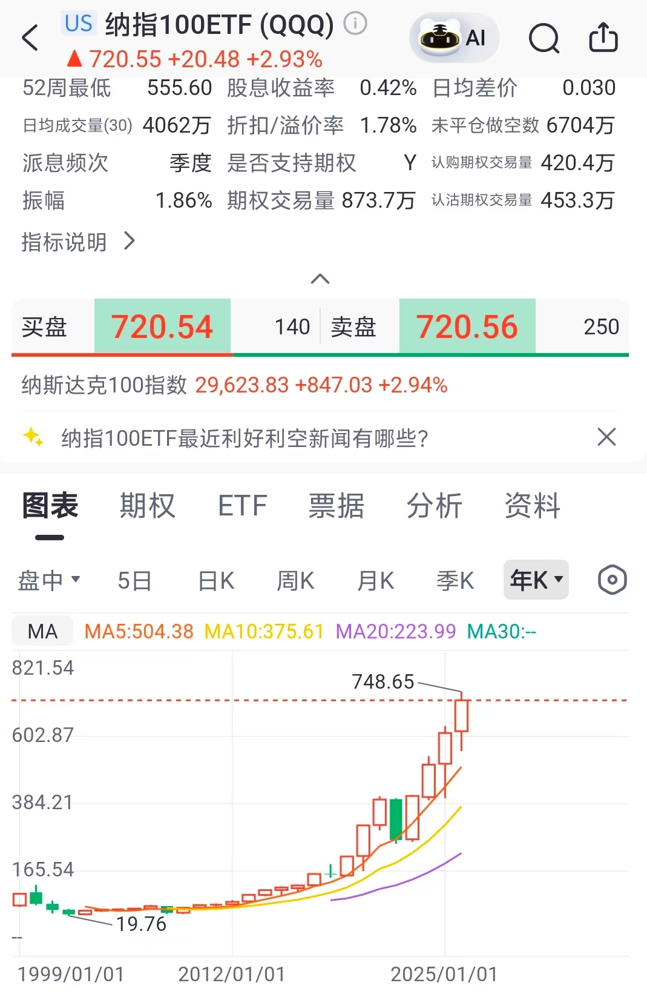 US 纳指100ETF (QQQ)
▲ 720.55 +20.48 +2.93%
AI
52周最低 555.60 股息收益率 0.42% 日均差价 0.030
日均成交量(30) 4062万 折扣/溢价率 1.78% 未平仓做空数 6704万
派息频次 季度 是否支持期权 Y 认购期权交易量 420.4万
振幅 1.86% 期权交易量 873.7万 认沽期权交易量 453.3万
指标说明
买盘 720.54 140 卖盘 720.56 250
纳斯达克100指数 29,623.83 +847.03 +2.94%
纳指100ETF最近利好利空新闻有哪些?
图表 期权 ETF 票据 分析 资料
盘中 5日 日K 周K 月K 季K 年K
MA MA5:504.38 MA10:375.61 MA20:223.99 MA30:--
821.54
748.65
602.87
384.21
165.54
19.76
--
1999/01/01 2012/01/01 2025/01/01